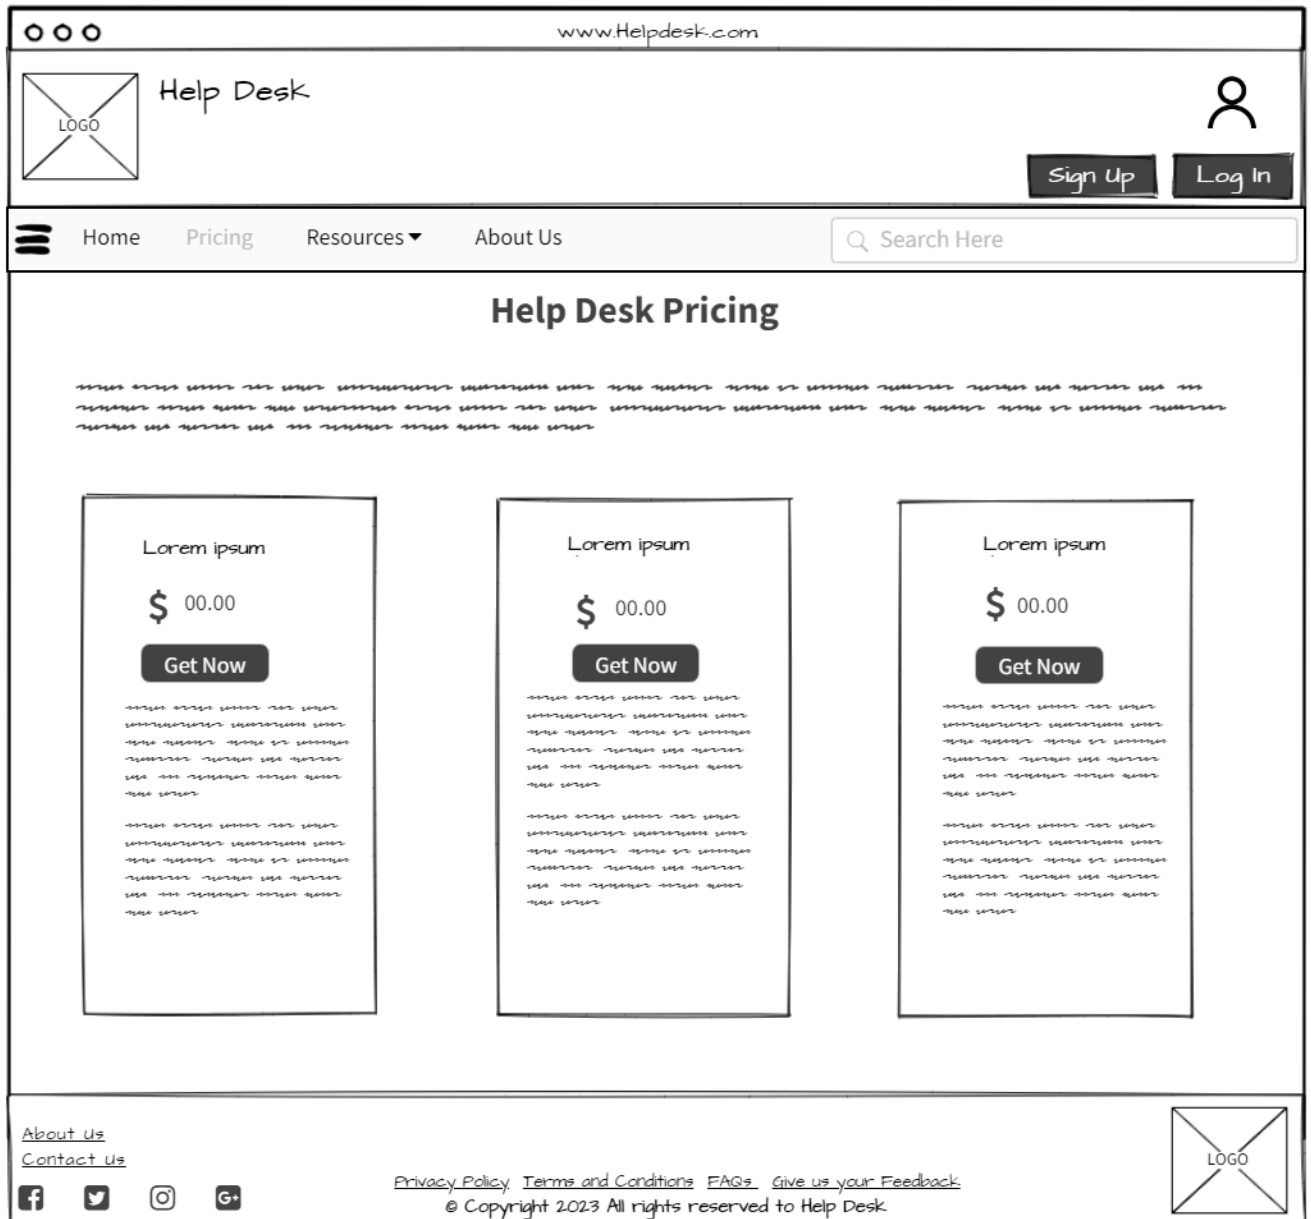 www.Helpdesk.com
LOGO
Help Desk
Sign Up
Log In
Home
Pricing
Resources
About Us
Search Here
Help Desk Pricing
Lorem ipsum
$ 00.00
Get Now
Lorem ipsum
$ 00.00
Get Now
Lorem ipsum
$ 00.00
Get Now
About us
Contact us
G+
Privacy Policy Terms and Conditions FAQs Give us your Feedback
© Copyright 2023 All rights reserved to Help Desk
LOGO